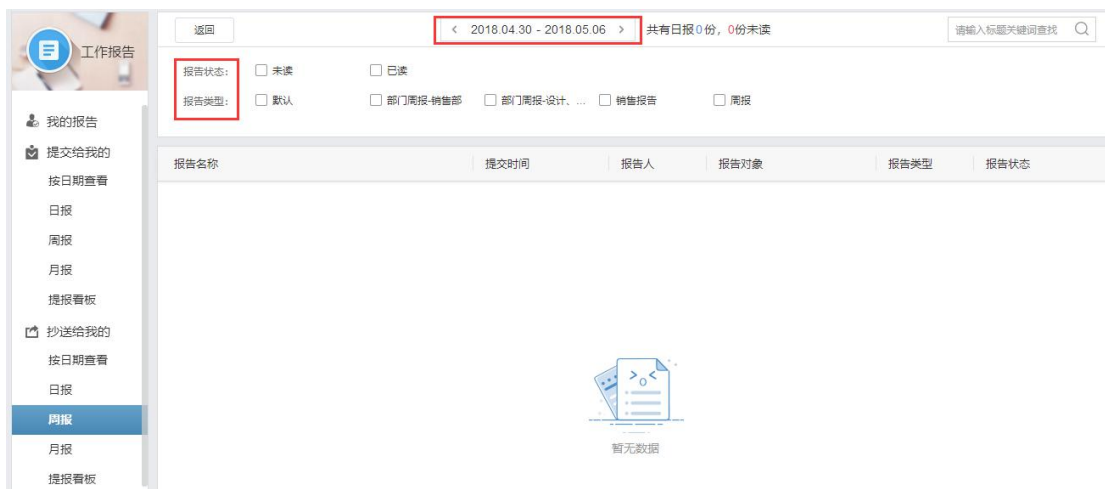 工作报告
我的报告
提交给我的
按日期查看
日报
周报
月报
提报看板
抄送给我的
按日期查看
日报
周报
月报
提报看板
返回
< 2018.04.30 - 2018.05.06 > 共有日报0份，0份未读
请输入标题关键词查找
报告状态： 未读 已读
报告类型： 默认 部门周报-销售部 部门周报-设计、... 销售报告 周报
报告名称 提交时间 报告人 报告对象 报告类型 报告状态
暂无数据